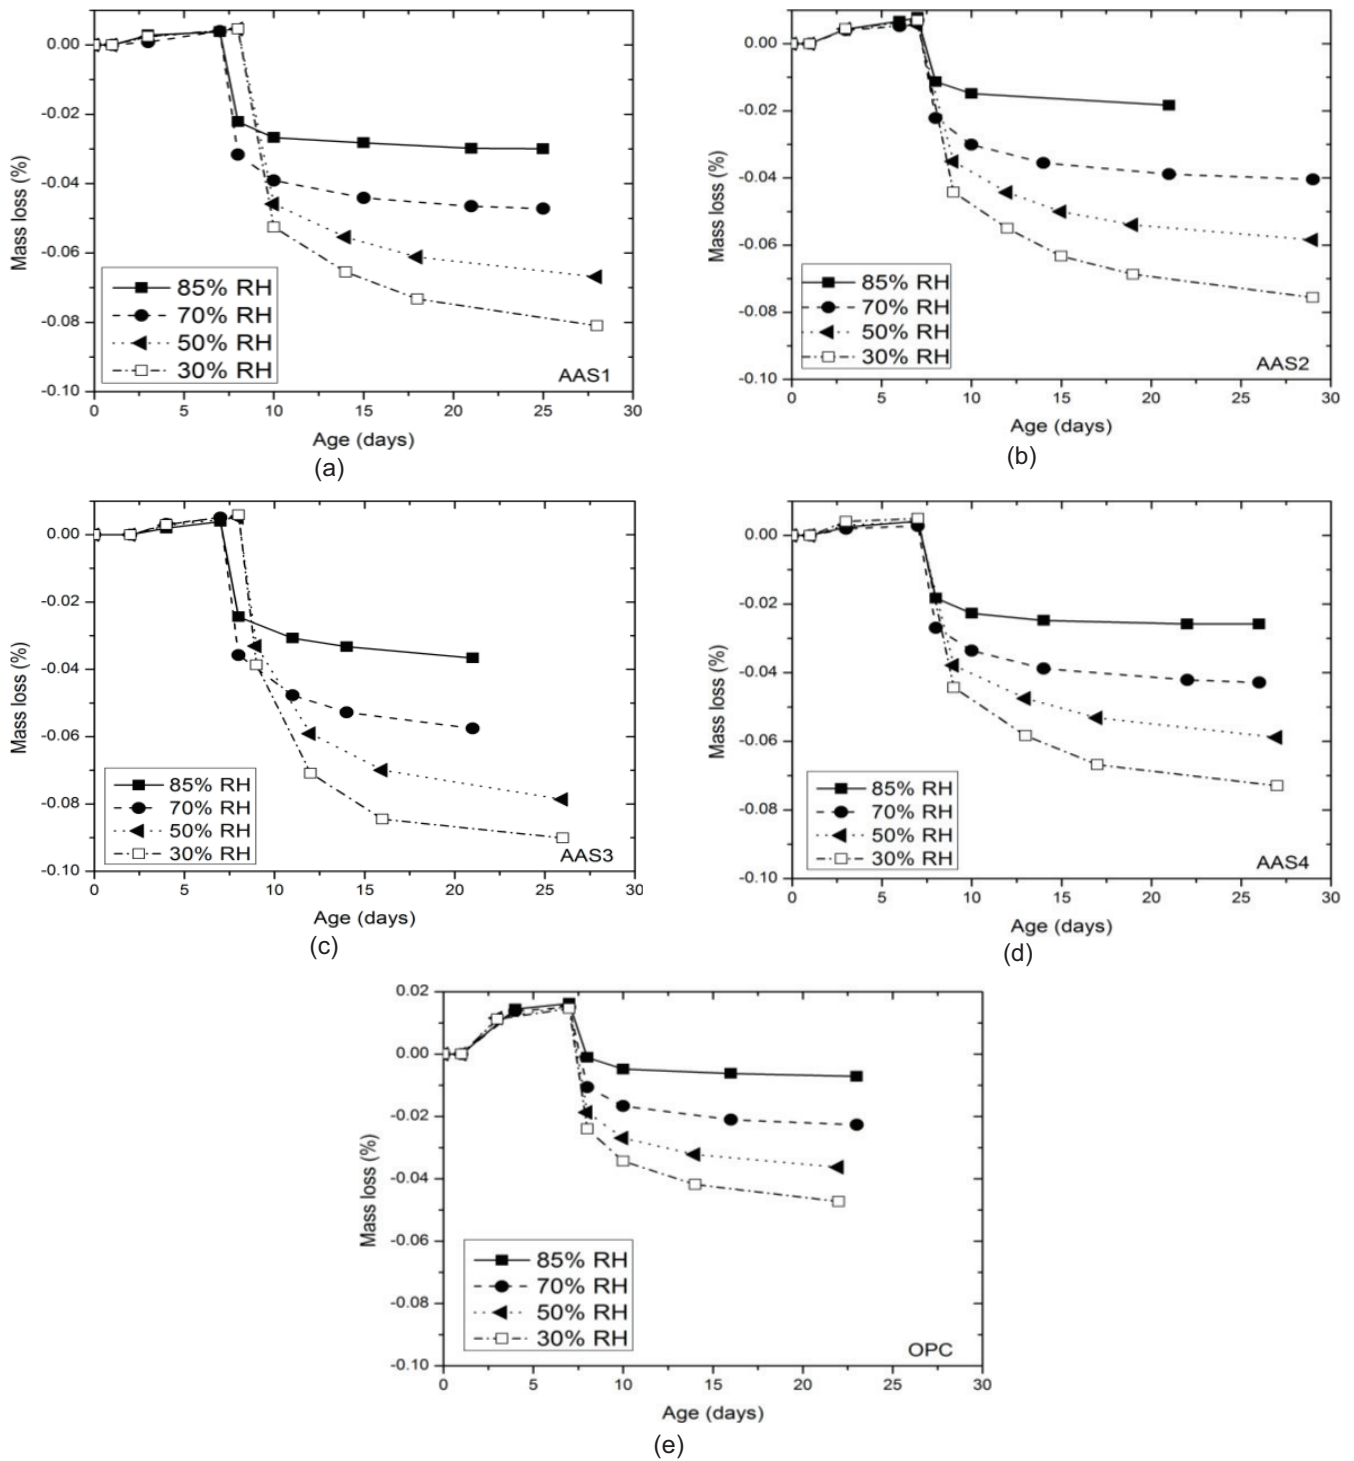 0.00
-0.02
-0.04
-0.06
-0.08
-0.10
Mass loss (%)
85% RH
70% RH
50% RH
30% RH
AAS1
0 5 10 15 20 25 30
Age (days)
(a)
0.00
-0.02
-0.04
-0.06
-0.08
-0.10
Mass loss (%)
85% RH
70% RH
50% RH
30% RH
AAS2
0 5 10 15 20 25 30
Age (days)
(b)
0.00
-0.02
-0.04
-0.06
-0.08
-0.10
Mass loss (%)
85% RH
70% RH
50% RH
30% RH
AAS3
0 5 10 15 20 25 30
Age (days)
(c)
0.00
-0.02
-0.04
-0.06
-0.08
-0.10
Mass loss (%)
85% RH
70% RH
50% RH
30% RH
AAS4
0 5 10 15 20 25 30
Age (days)
(d)
0.02
0.00
-0.02
-0.04
-0.06
-0.08
-0.10
Mass loss (%)
85% RH
70% RH
50% RH
30% RH
OPC
0 5 10 15 20 25 30
Age (days)
(e)